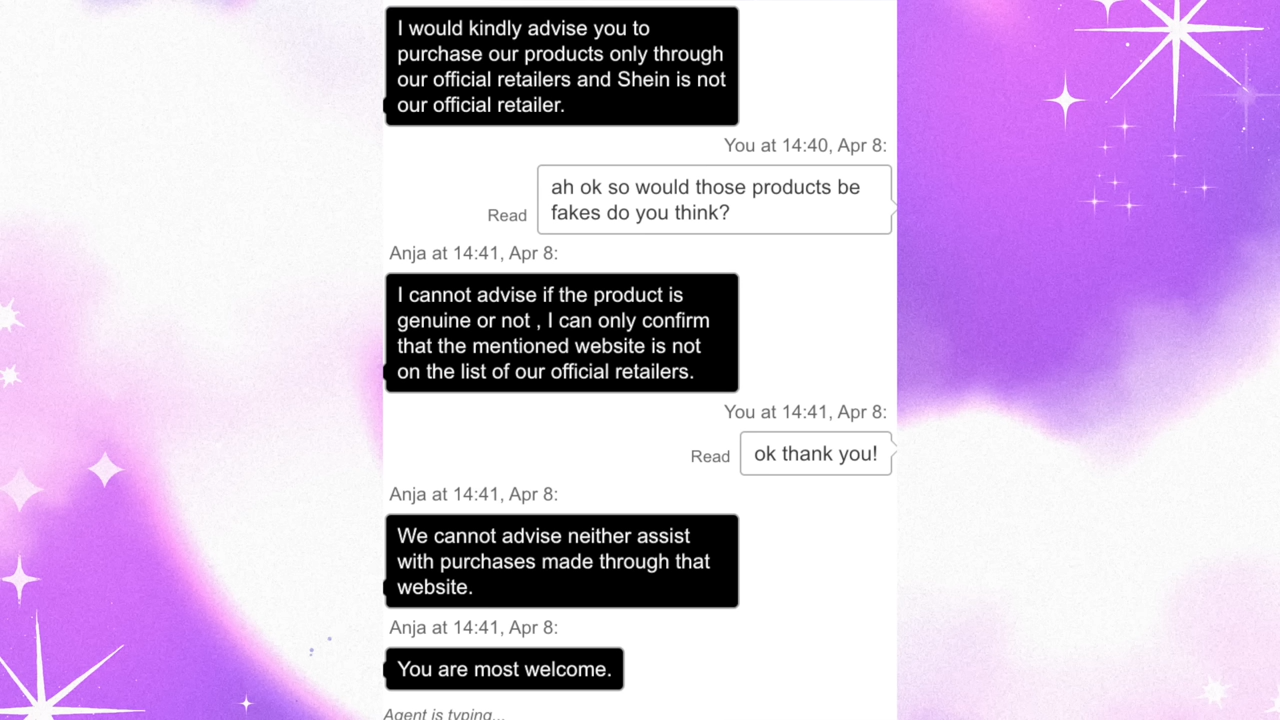 I would kindly advise you to
purchase our products only through
our official retailers and Shein is not
our official retailer.
You at 14:40, Apr 8:
ah ok so would those products be
fakes do you think?
Read
Anja at 14:41, Apr 8:
I cannot advise if the product is
genuine or not , I can only confirm
that the mentioned website is not
on the list of our official retailers.
You at 14:41, Apr 8:
Read
ok thank you!
Anja at 14:41, Apr 8:
We cannot advise neither assist
with purchases made through that
website.
Anja at 14:41, Apr 8:
You are most welcome.
Agent is typing...